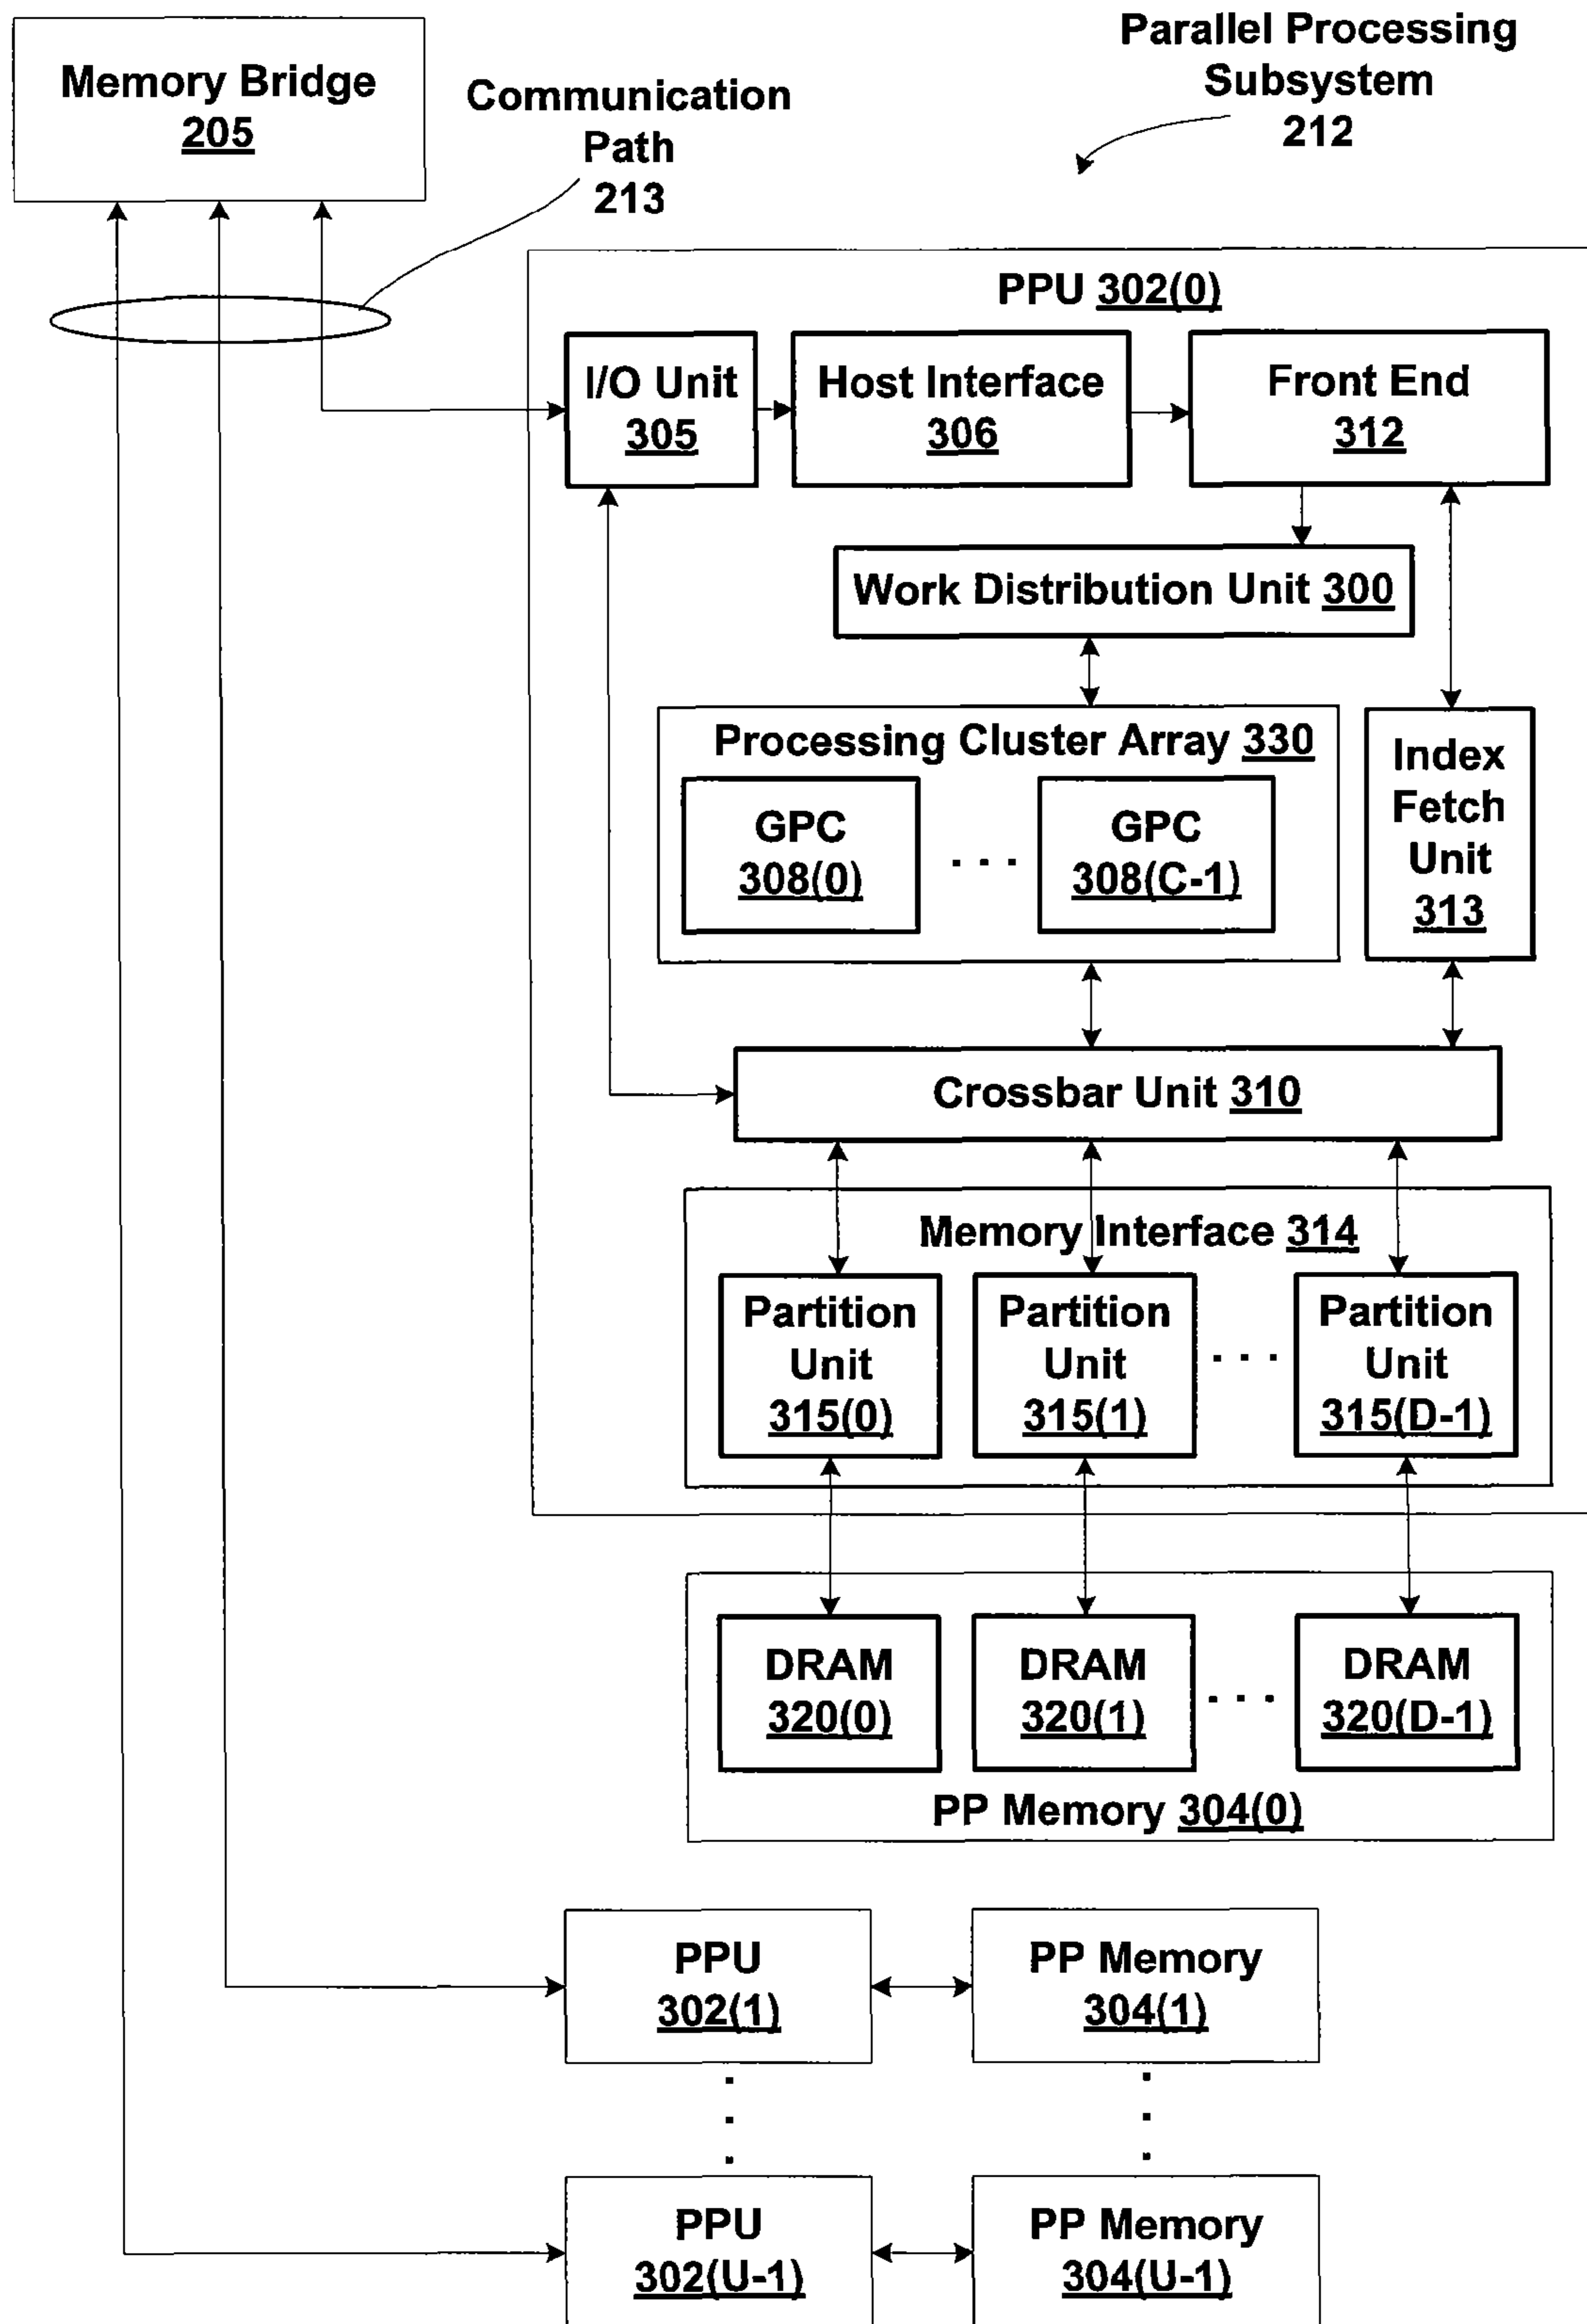 Parallel Processing
Subsystem
212
Memory Bridge
205
Communication
Path
213
PPU 302(0)
I/O Unit
305
Host Interface
306
Front End
312
Work Distribution Unit 300
Processing Cluster Array 330
GPC
308(0)
. . .
GPC
308(C-1)
Index
Fetch
Unit
313
Crossbar Unit 310
Memory Interface 314
Partition
Unit
315(0)
Partition
Unit
315(1)
. . .
Partition
Unit
315(D-1)
DRAM
320(0)
DRAM
320(1)
. . .
DRAM
320(D-1)
PP Memory 304(0)
PPU
302(1)
PP Memory
304(1)
PPU
302(U-1)
PP Memory
304(U-1)